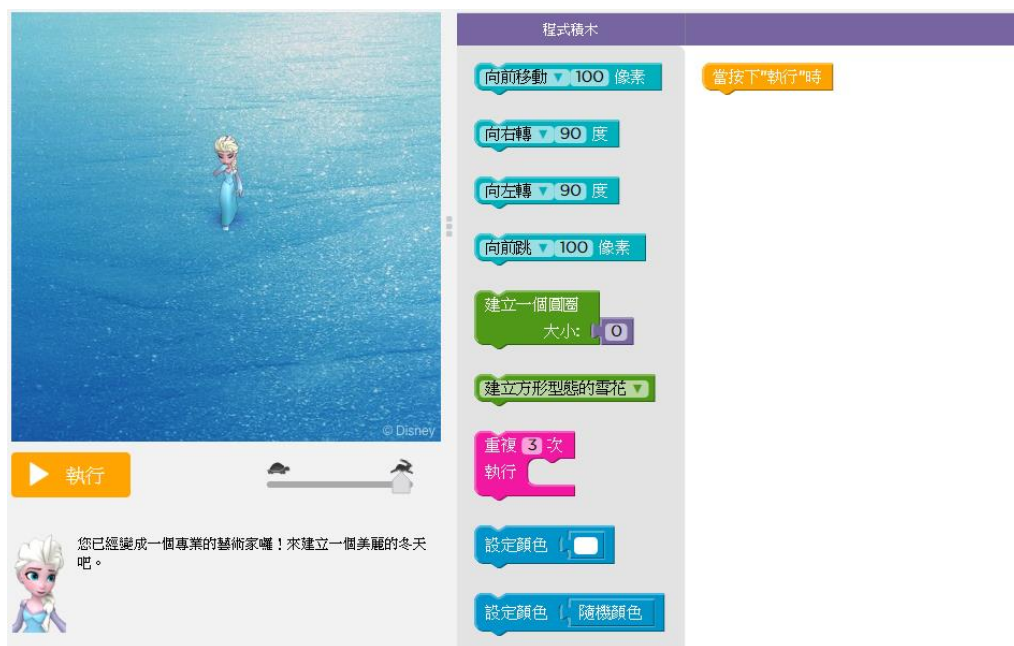 程式積木
向前移動 100 像素
當按下"執行"時
向右轉 90 度
向左轉 90 度
向前跳 100 像素
建立一個圓圈
大小: 0
建立方形型態的雪花
© Disney
重複 3 次
執行
執行
設定顏色
您已經變成一個專業的藝術家囉！來建立一個美麗的冬天
吧。
設定顏色 隨機顏色